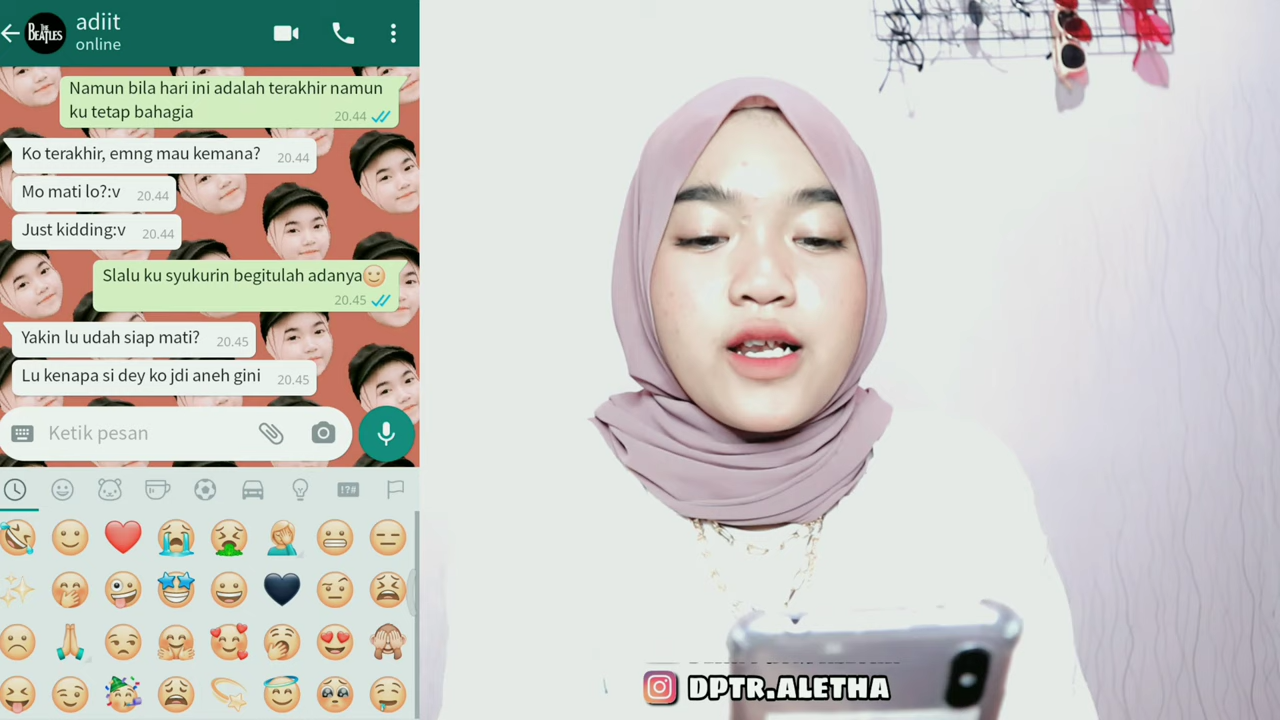 adiit
online
THE
BEATLES
Namun bila hari ini adalah terakhir namun
ku tetap bahagia
20.44
Ko terakhir, emng mau kemana?
20.44
Mo mati lo?:v
20.44
Just kidding:v
20.44
Slalu ku syukurin begitulah adanya🙂
20.45
Yakin lu udah siap mati?
20.45
Lu kenapa si dey ko jdi aneh gini
20.45
Ketik pesan
!?#
DPTR.ALETHA